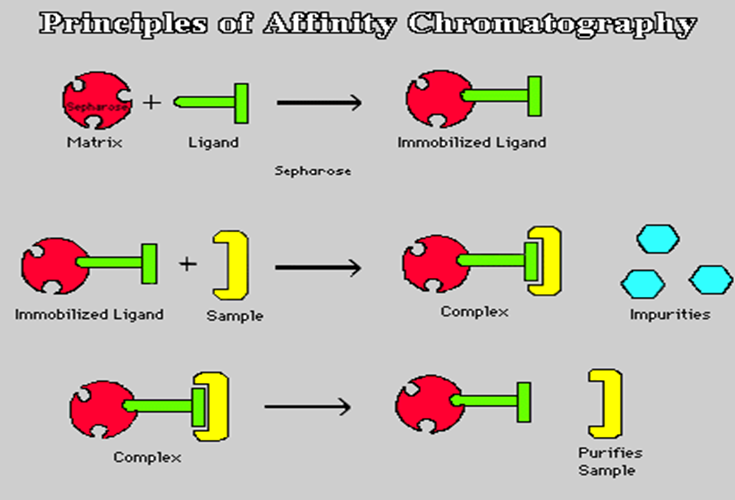 Principles of Affinity Chromatography
Sepharose
+
Matrix
Ligand
Immobilized Ligand
Sepharose
+
Immobilized Ligand
Sample
Complex
Impurities
Complex
Purifies
Sample